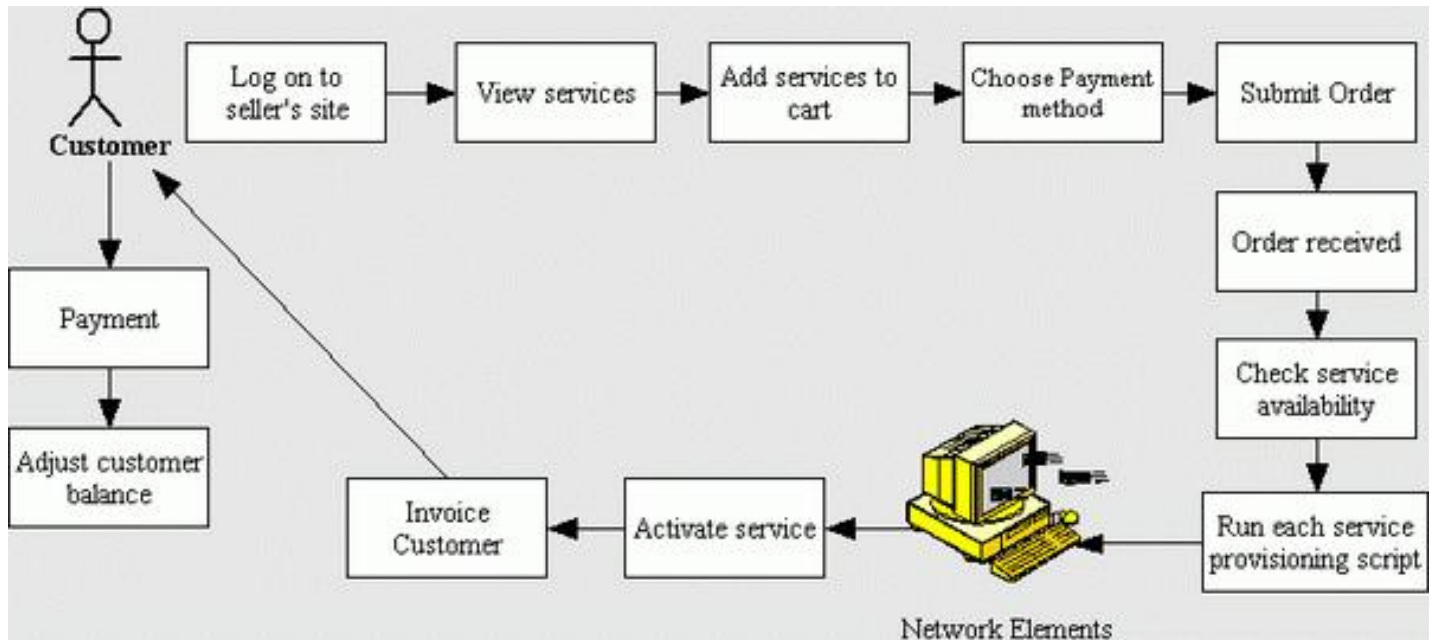 Customer
Log on to
seller's site
View services
Add services to
cart
Choose Payment
method
Submit Order
Order received
Check service
availability
Run each service
provisioning script
Network Elements
Activate service
Invoice
Customer
Payment
Adjust customer
balance